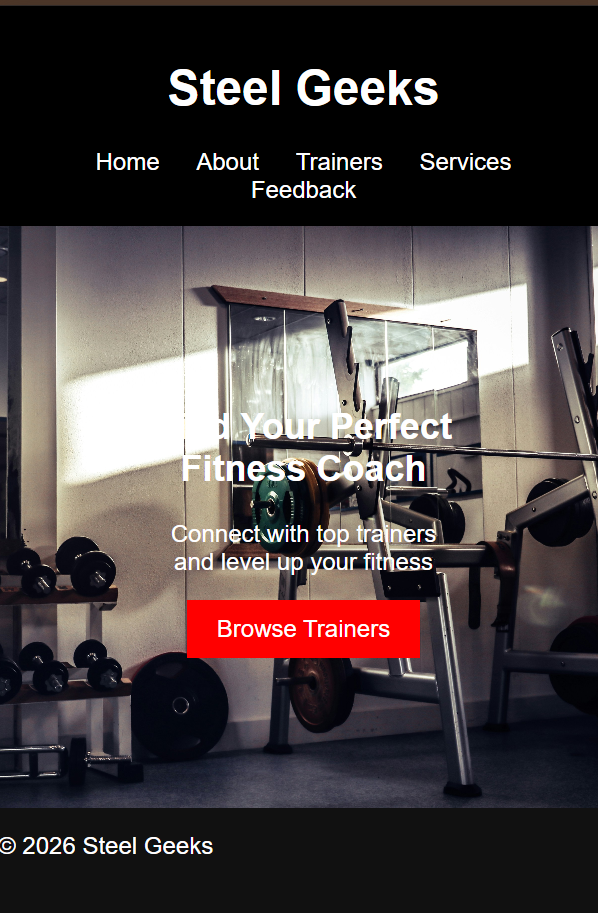 Steel Geeks
Home About Trainers Services
Feedback
Your Perfect
Fitness Coach
Connect with top trainers
and level up your fitness
Browse Trainers
© 2026 Steel Geeks